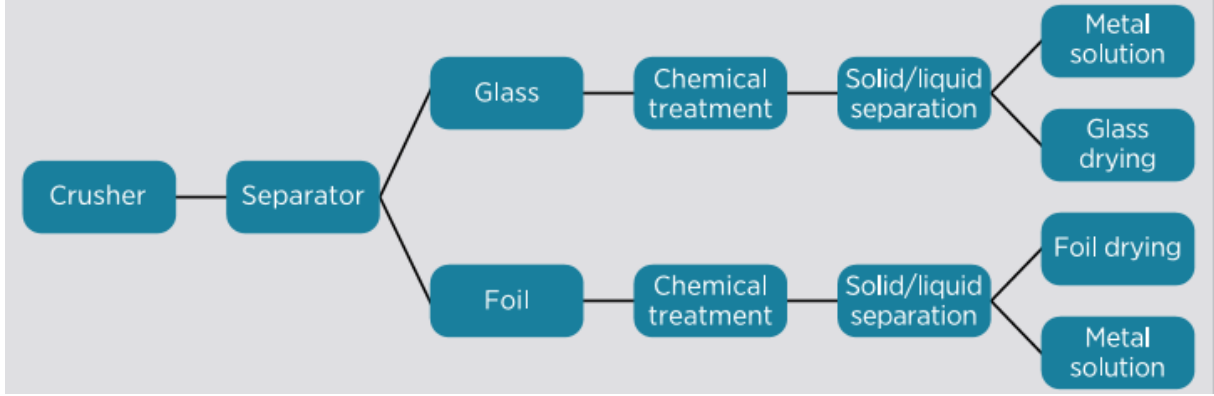 Crusher
Separator
Glass
Chemical
treatment
Solid/liquid
separation
Metal
solution
Glass
drying
Foil
Chemical
treatment
Solid/liquid
separation
Foil drying
Metal
solution